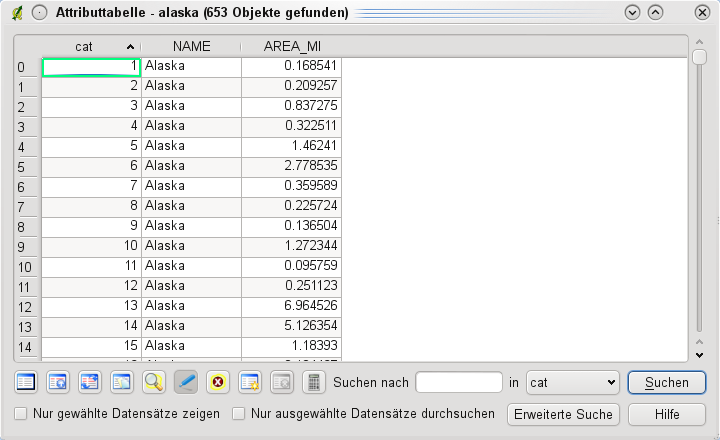 Attributtabelle - alaska (653 Objekte gefunden)
cat NAME AREA_MI
0 1 Alaska 0.168541
1 2 Alaska 0.209257
2 3 Alaska 0.837275
3 4 Alaska 0.322511
4 5 Alaska 1.46241
5 6 Alaska 2.778535
6 7 Alaska 0.359589
7 8 Alaska 0.225724
8 9 Alaska 0.136504
9 10 Alaska 1.272344
10 11 Alaska 0.095759
11 12 Alaska 0.251123
12 13 Alaska 6.964526
13 14 Alaska 5.126354
14 15 Alaska 1.18393
Suchen nach in cat Suchen
Nur gewählte Datensätze zeigen Nur ausgewählte Datensätze durchsuchen Erweiterte Suche Hilfe